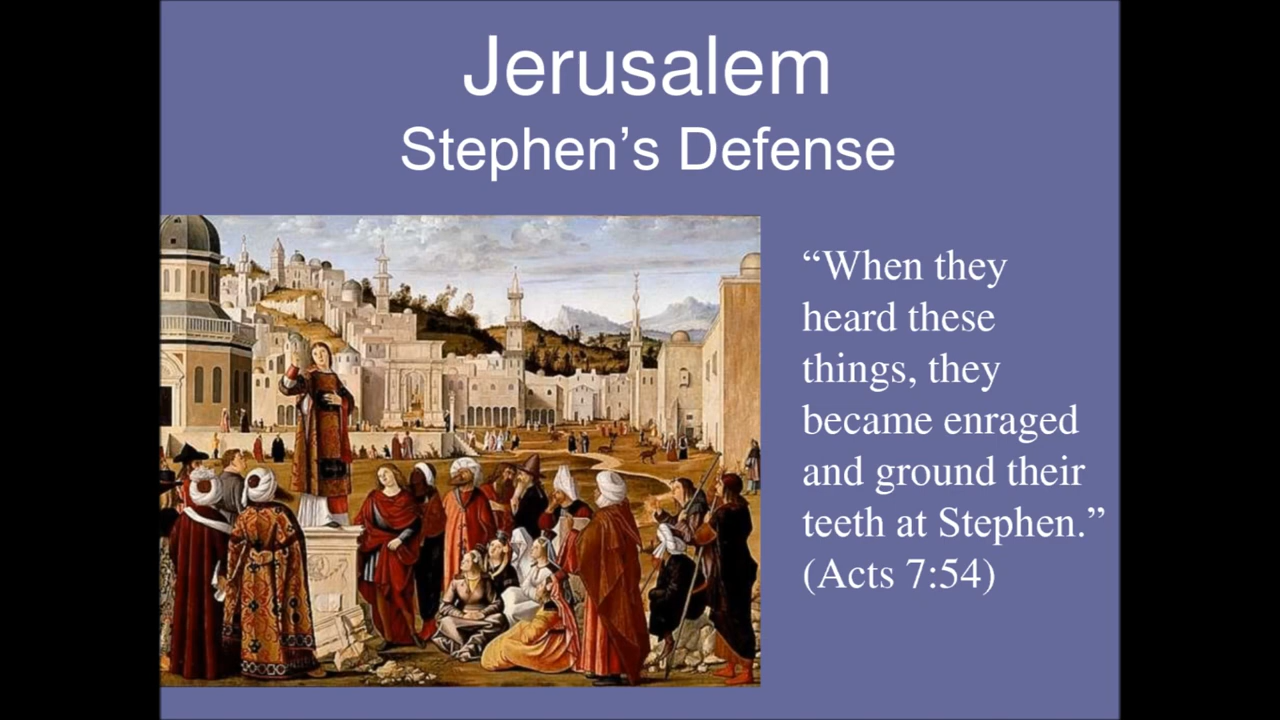 Jerusalem
Stephen’s Defense
“When they
heard these
things, they
became enraged
and ground their
teeth at Stephen.”
(Acts 7:54)